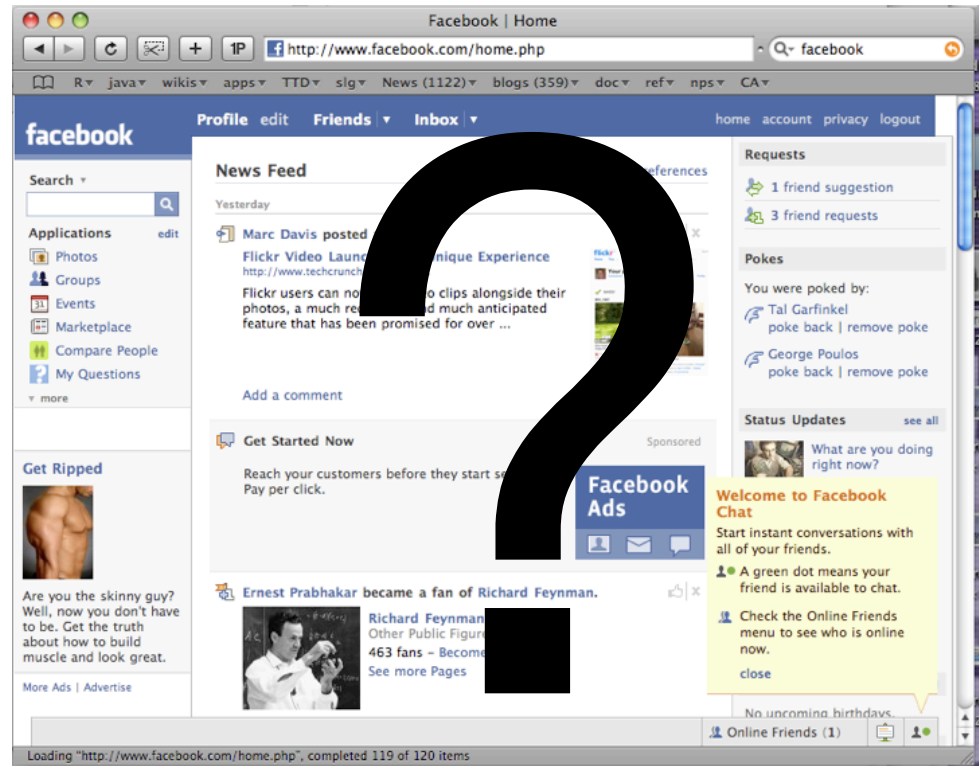 Facebook | Home
1P
http://www.facebook.com/home.php
facebook
R java wikis apps TTD slg News (1122) blogs (359) doc ref nps CA
facebook
Profile edit Friends Inbox
home account privacy logout
Search
Applications edit
Photos
Groups
31 Events
Marketplace
Compare People
My Questions
more
Get Ripped
Are you the skinny guy?
Well, now you don't have
to be. Get the truth
about how to build
muscle and look great.
More Ads | Advertise
News Feed
eferences
Yesterday
Marc Davis posted
Flickr Video Laun nique Experience
http://www.techcrunch
Flickr users can no o clips alongside their
photos, a much re nd much anticipated
feature that has been promised for over ...
Add a comment
Get Started Now
Sponsored
Reach your customers before they start se
Pay per click.
Facebook
Ads
Ernest Prabhakar became a fan of Richard Feynman.
Richard Feynman
Other Public Figure
463 fans – Become
See more Pages
Requests
1 friend suggestion
3 friend requests
Pokes
You were poked by:
Tal Garfinkel
poke back | remove poke
George Poulos
poke back | remove poke
Status Updates see all
What are you doing
right now?
Welcome to Facebook
Chat
Start instant conversations with
all of your friends.
A green dot means your
friend is available to chat.
Check the Online Friends
menu to see who is online
now.
close
No upcoming birthdays.
Online Friends (1)
Loading "http://www.facebook.com/home.php", completed 119 of 120 items
?